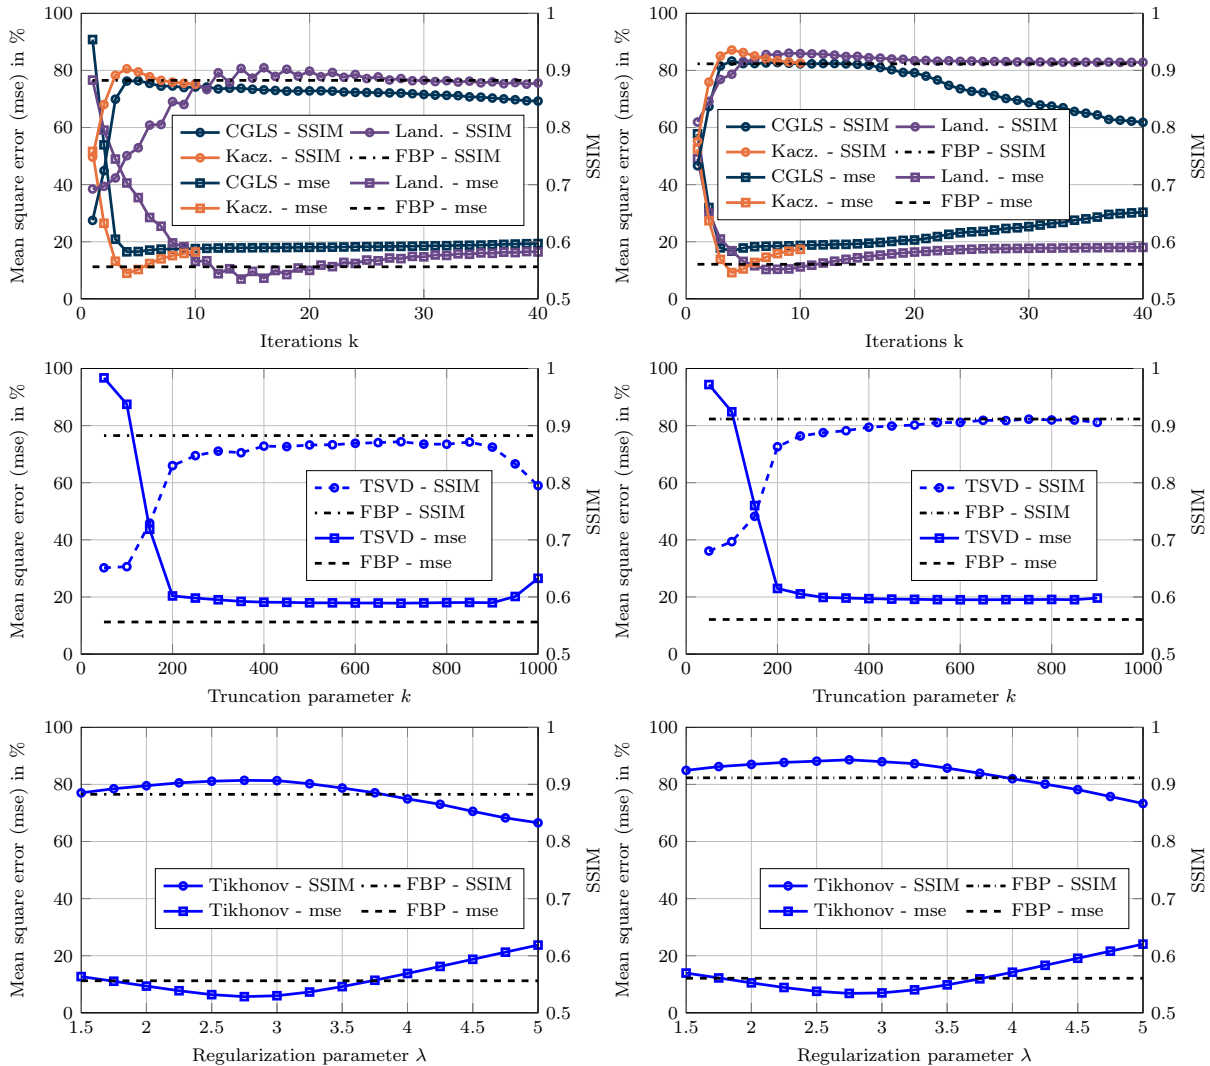 100
80
60
40
20
0
Mean square error (mse) in %
1
0.9
0.8
0.7
0.6
0.5
SSIM
CGLS - SSIM Land. - SSIM
Kacz. - SSIM FBP - SSIM
CGLS - mse Land. - mse
Kacz. - mse FBP - mse
0 10 20 30 40
Iterations k
100
80
60
40
20
0
Mean square error (mse) in %
1
0.9
0.8
0.7
0.6
0.5
SSIM
CGLS - SSIM Land. - SSIM
Kacz. - SSIM FBP - SSIM
CGLS - mse Land. - mse
Kacz. - mse FBP - mse
0 10 20 30 40
Iterations k
100
80
60
40
20
0
Mean square error (mse) in %
1
0.9
0.8
0.7
0.6
0.5
SSIM
TSVD - SSIM
FBP - SSIM
TSVD - mse
FBP - mse
0 200 400 600 800 1000
Truncation parameter k
100
80
60
40
20
0
Mean square error (mse) in %
1
0.9
0.8
0.7
0.6
0.5
SSIM
TSVD - SSIM
FBP - SSIM
TSVD - mse
FBP - mse
0 200 400 600 800 1000
Truncation parameter k
100
80
60
40
20
0
Mean square error (mse) in %
1
0.9
0.8
0.7
0.6
0.5
SSIM
Tikhonov - SSIM FBP - SSIM
Tikhonov - mse FBP - mse
1.5 2 2.5 3 3.5 4 4.5 5
Regularization parameter λ
100
80
60
40
20
0
Mean square error (mse) in %
1
0.9
0.8
0.7
0.6
0.5
SSIM
Tikhonov - SSIM FBP - SSIM
Tikhonov - mse FBP - mse
1.5 2 2.5 3 3.5 4 4.5 5
Regularization parameter λ